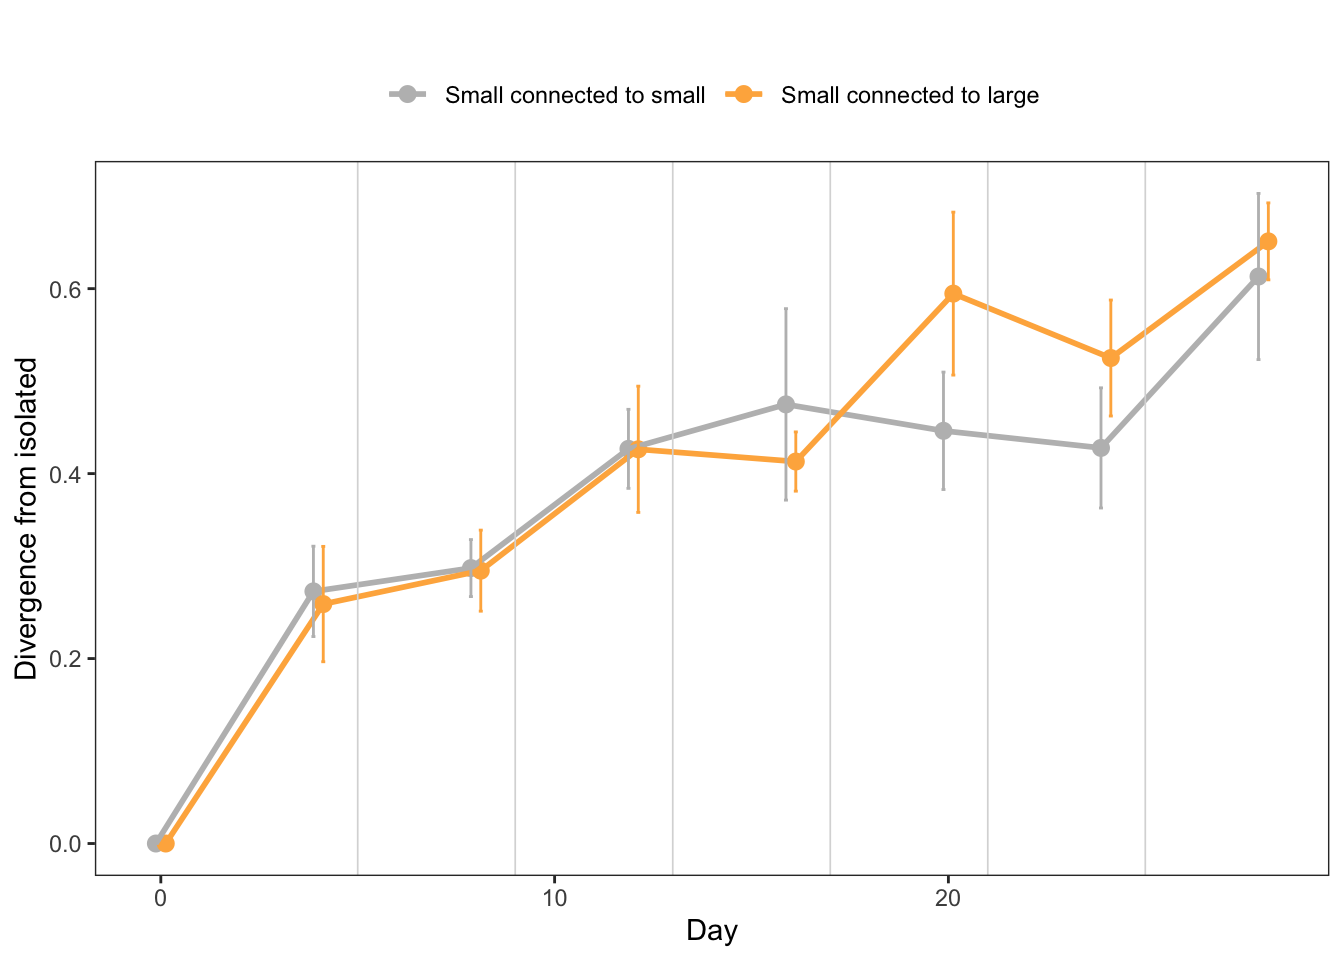 Small connected to small
Small connected to large
Divergence from isolated
0.6
0.4
0.2
0.0
0
10
20
Day